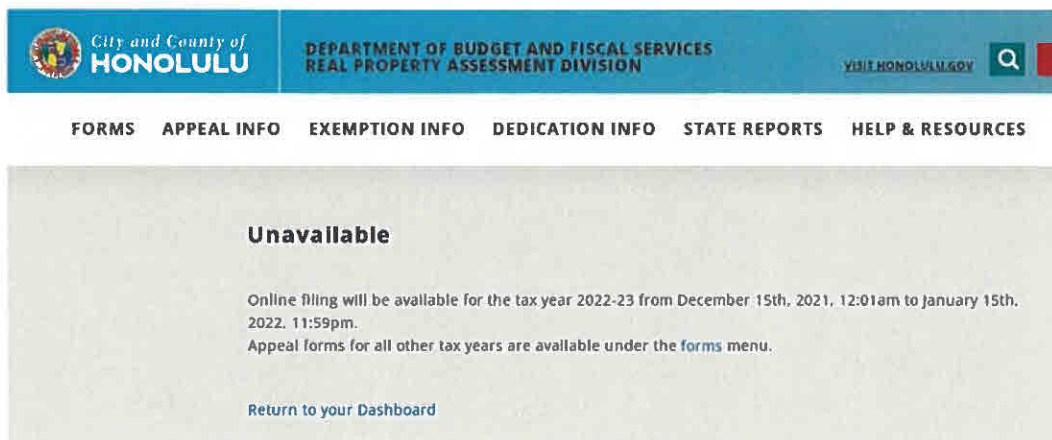 City and County of
HONOLULU
DEPARTMENT OF BUDGET AND FISCAL SERVICES
REAL PROPERTY ASSESSMENT DIVISION
VISIT HONOLULU.GOV
FORMS APPEAL INFO EXEMPTION INFO DEDICATION INFO STATE REPORTS HELP & RESOURCES
Unavailable
Online filing will be available for the tax year 2022-23 from December 15th, 2021, 12:01am to January 15th,
2022, 11:59pm.
Appeal forms for all other tax years are available under the forms menu.
Return to your Dashboard